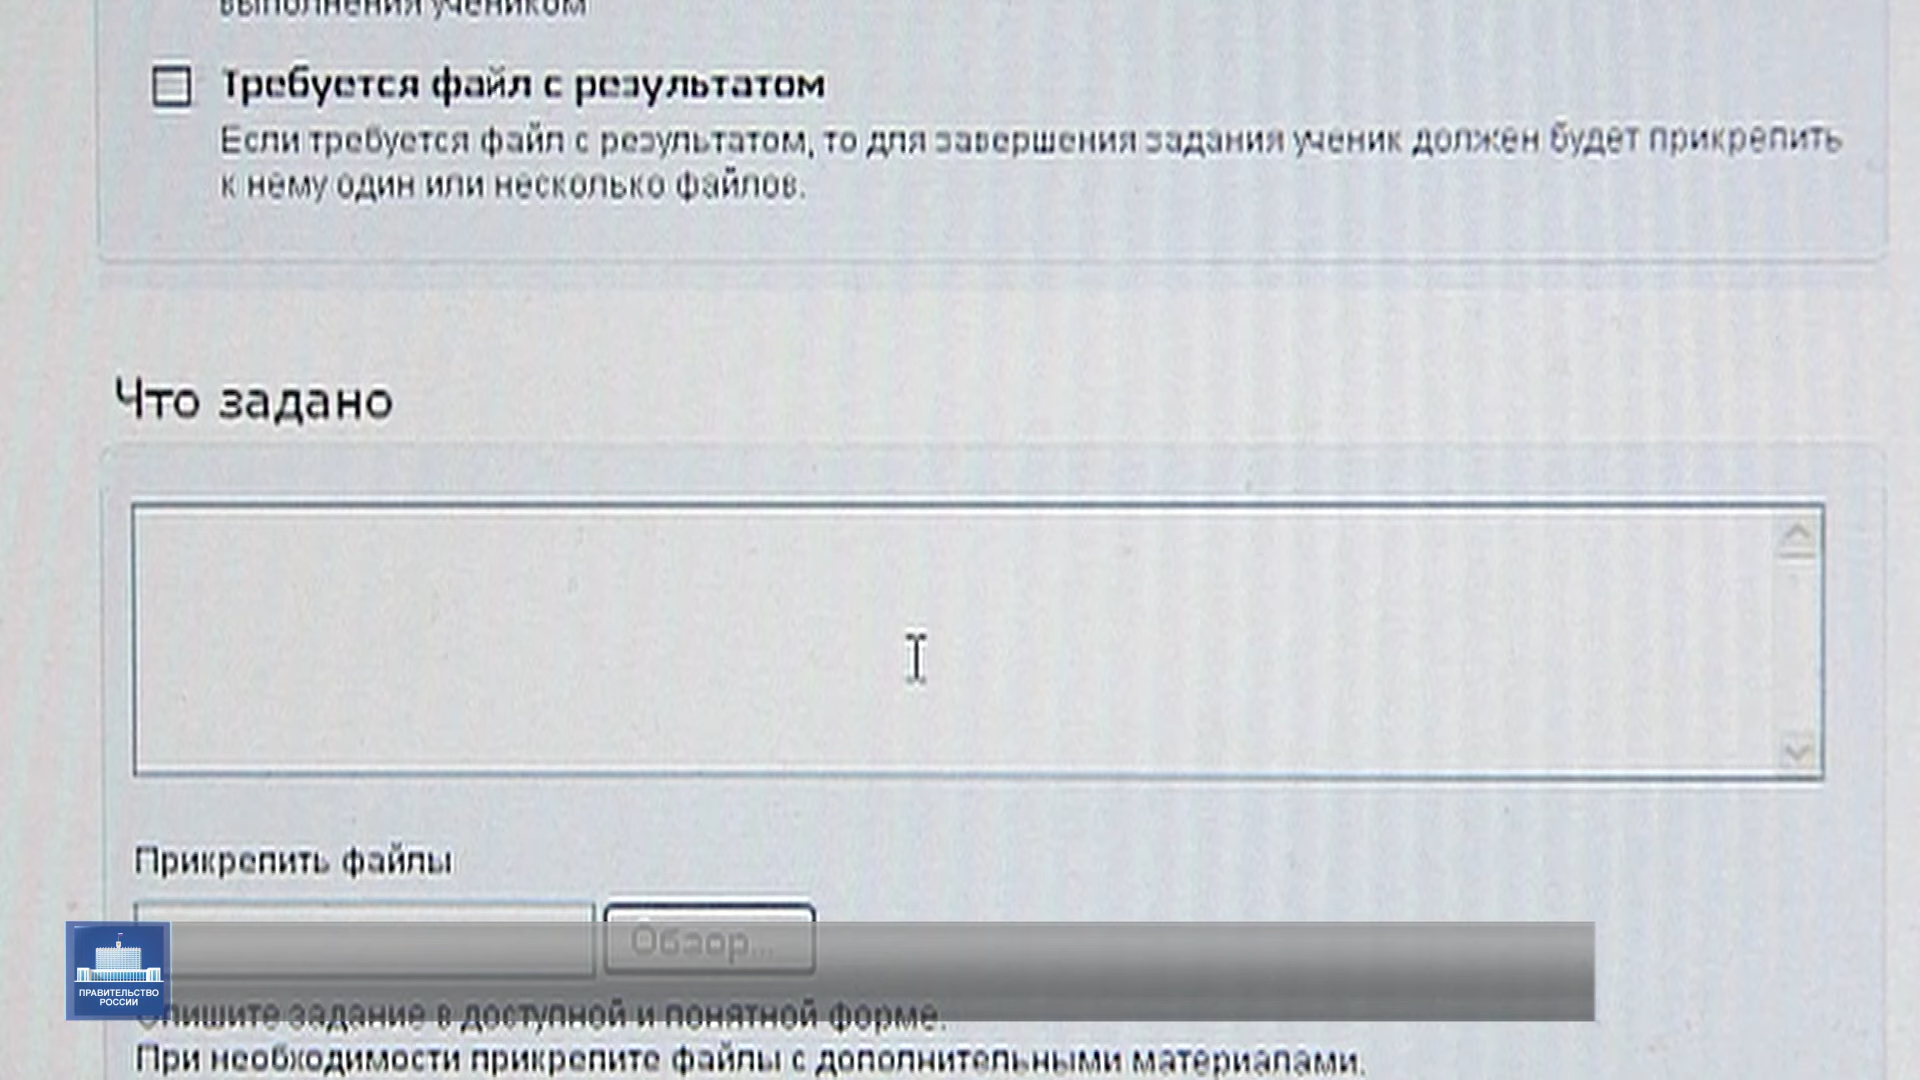 выполнения учеником
Требуется файл с результатом
Если требуется файл с результатом, то для завершения задания ученик должен будет прикрепить
к нему один или несколько файлов.
Что задано
Прикрепить файлы
Обзор...
ПРАВИТЕЛЬСТВО
РОССИИ
Опишите задание в доступной и понятной форме.
При необходимости прикрепите файлы с дополнительными материалами.